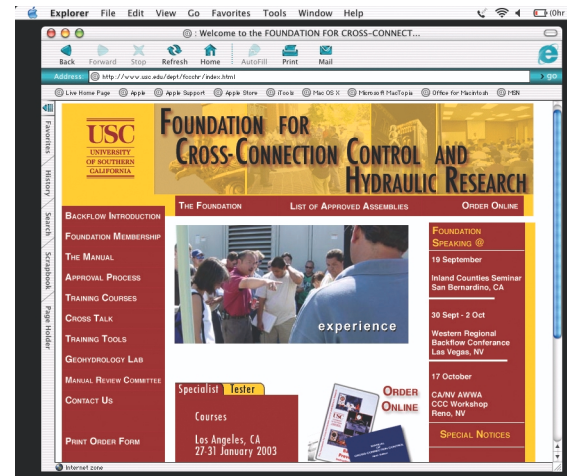 Explorer File Edit View Go Favorites Tools Window Help
(0hr
@ : Welcome to the FOUNDATION FOR CROSS-CONNECT...
Back Forward Stop Refresh Home AutoFill Print Mail
Address: @ http://www.usc.edu/dept/fccchr/index.html
go
@ Live Home Page @ Apple @ Apple Support @ Apple Store @ iTools @ Mac OS X @ Microsoft MacTopia @ Office for Macintosh @ MSN
Favorites
History
Search
Scrapbook
Page Holder
USC
UNIVERSITY
OF SOUTHERN
CALIFORNIA
FOUNDATION FOR
CROSS-CONNECTION CONTROL AND
HYDRAULIC RESEARCH
THE FOUNDATION LIST OF APPROVED ASSEMBLIES ORDER ONLINE
BACKFLOW INTRODUCTION
FOUNDATION MEMBERSHIP
THE MANUAL
APPROVAL PROCESS
TRAINING COURSES
CROSS TALK
TRAINING TOOLS
GEOHYDROLOGY LAB
MANUAL REVIEW COMMITTEE
CONTACT US
PRINT ORDER FORM
experience
Specialist Tester
Courses
Los Angeles, CA
27-31 January 2003
ORDER
ONLINE
FOUNDATION
SPEAKING @
19 September
Inland Counties Seminar
San Bernardino, CA
30 Sept - 2 Oct
Western Regional
Backflow Conferance
Las Vegas, NV
17 October
CA/NV AWWA
CCC Workshop
Reno, NV
SPECIAL NOTICES
Internet zone